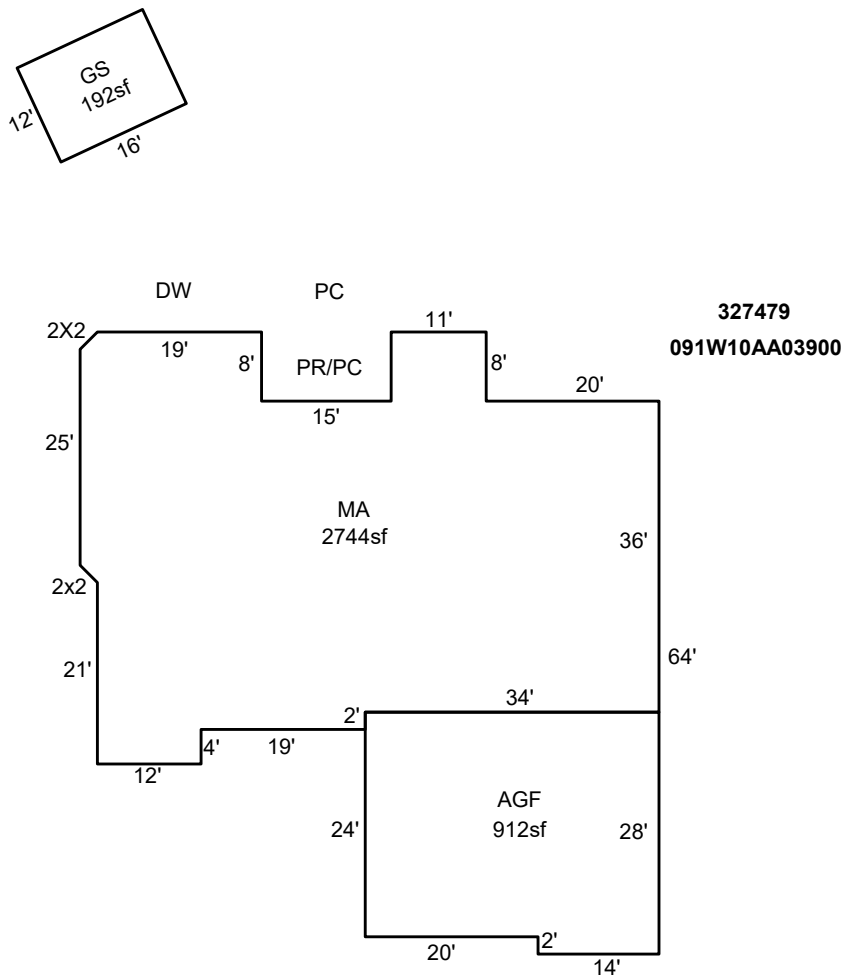 GS
192sf
12'
16'
DW
PC
327479
091W10AA03900
2X2
19'
8'
PR/PC
15'
11'
8'
20'
25'
MA
2744sf
36'
2x2
21'
64'
34'
2'
4'
19'
12'
AGF
912sf
24'
28'
20'
2'
14'